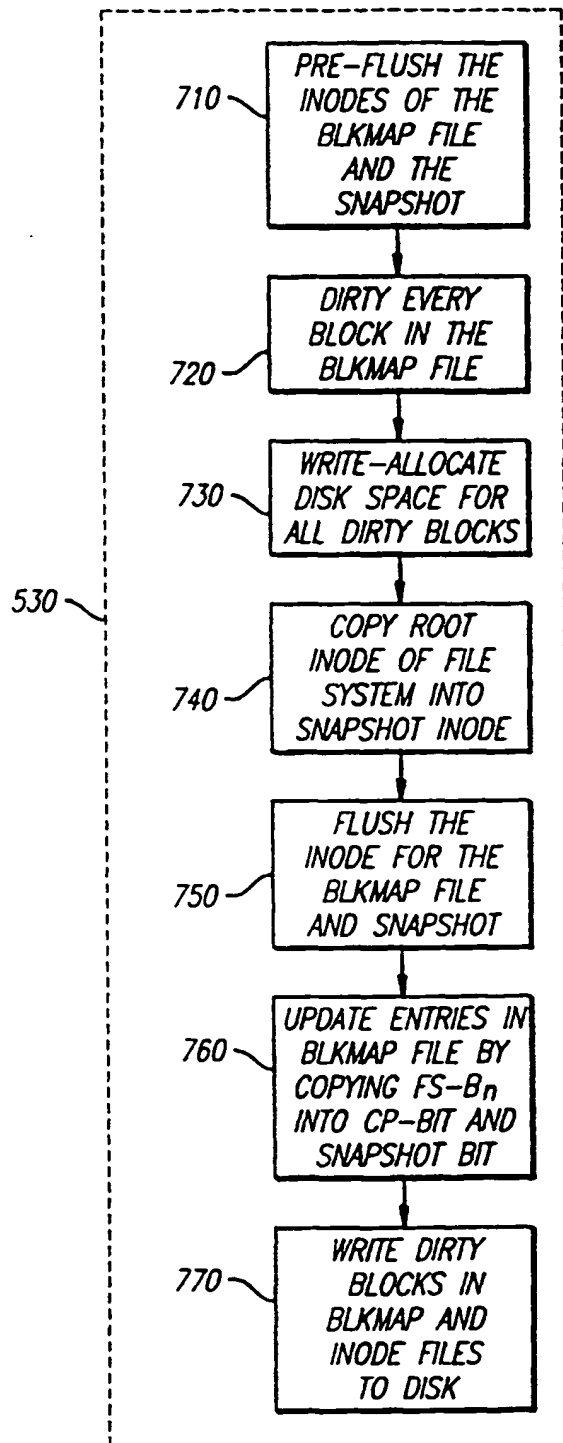 710
PRE-FLUSH THE
INODES OF THE
BLKMAP FILE
AND THE
SNAPSHOT
DIRTY EVERY
BLOCK IN THE
BLKMAP FILE
720
WRITE-ALLOCATE
DISK SPACE FOR
ALL DIRTY BLOCKS
730
530
COPY ROOT
INODE OF FILE
SYSTEM INTO
SNAPSHOT INODE
740
FLUSH THE
INODE FOR THE
BLKMAP FILE
AND SNAPSHOT
750
UPDATE ENTRIES IN
BLKMAP FILE BY
COPYING FS-Bn
INTO CP-BIT AND
SNAPSHOT BIT
760
WRITE DIRTY
BLOCKS IN
BLKMAP AND
INODE FILES
TO DISK
770